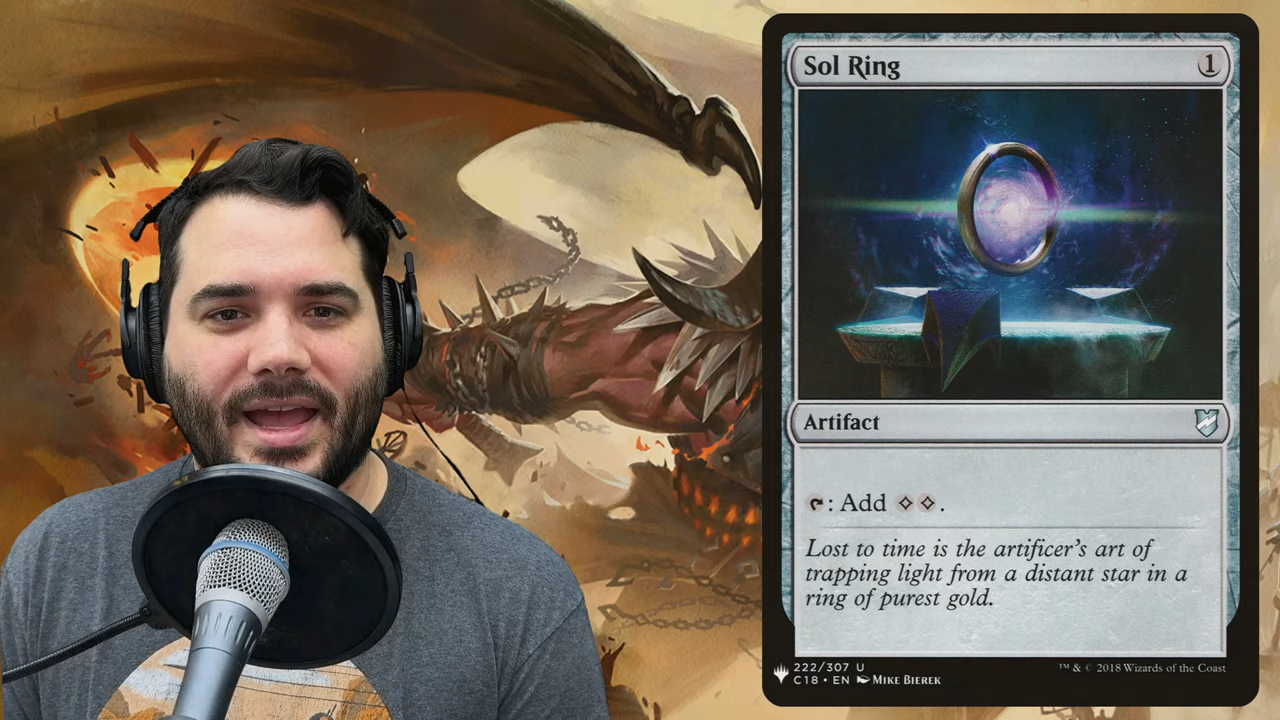 Sol Ring 1
Artifact
: Add .
Lost to time is the artificer's art of
trapping light from a distant star in a
ring of purest gold.
222/307 U
C18 • EN Mike Bierek
™ & © 2018 Wizards of the Coast